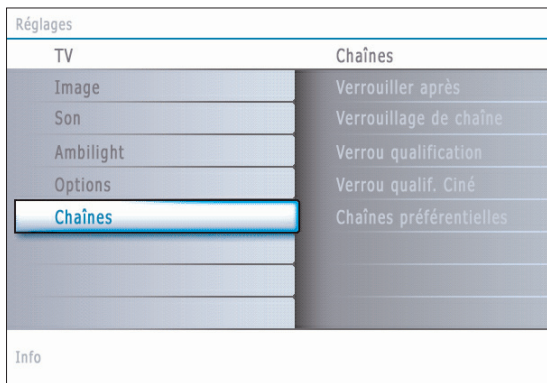 Réglages
TV
Chaînes
Image
Verrouiller après
Son
Verrouillage de chaîne
Ambilight
Verrou qualification
Options
Verrou qualif. Ciné
Chaînes
Chaînes préférentielles
Info